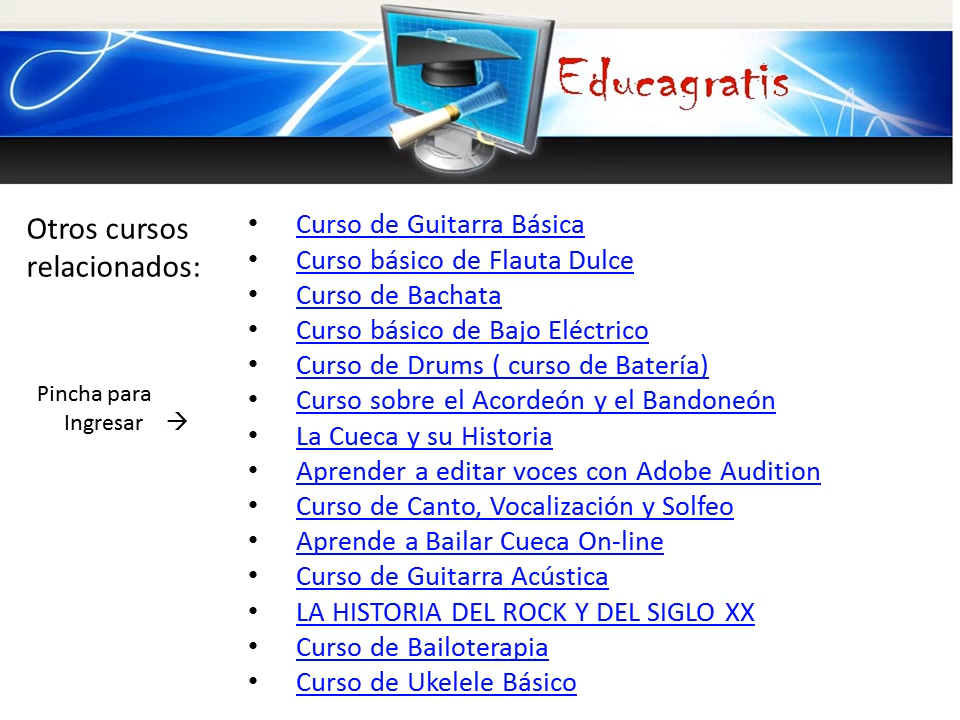 Educagratis
Otros cursos
relacionados:
Pincha para
Ingresar →
• Curso de Guitarra Básica
• Curso básico de Flauta Dulce
• Curso de Bachata
• Curso básico de Bajo Eléctrico
• Curso de Drums ( curso de Batería)
• Curso sobre el Acordeón y el Bandoneón
• La Cueca y su Historia
• Aprender a editar voces con Adobe Audition
• Curso de Canto, Vocalización y Solfeo
• Aprende a Bailar Cueca On-line
• Curso de Guitarra Acústica
• LA HISTORIA DEL ROCK Y DEL SIGLO XX
• Curso de Bailoterapia
• Curso de Ukelele Básico